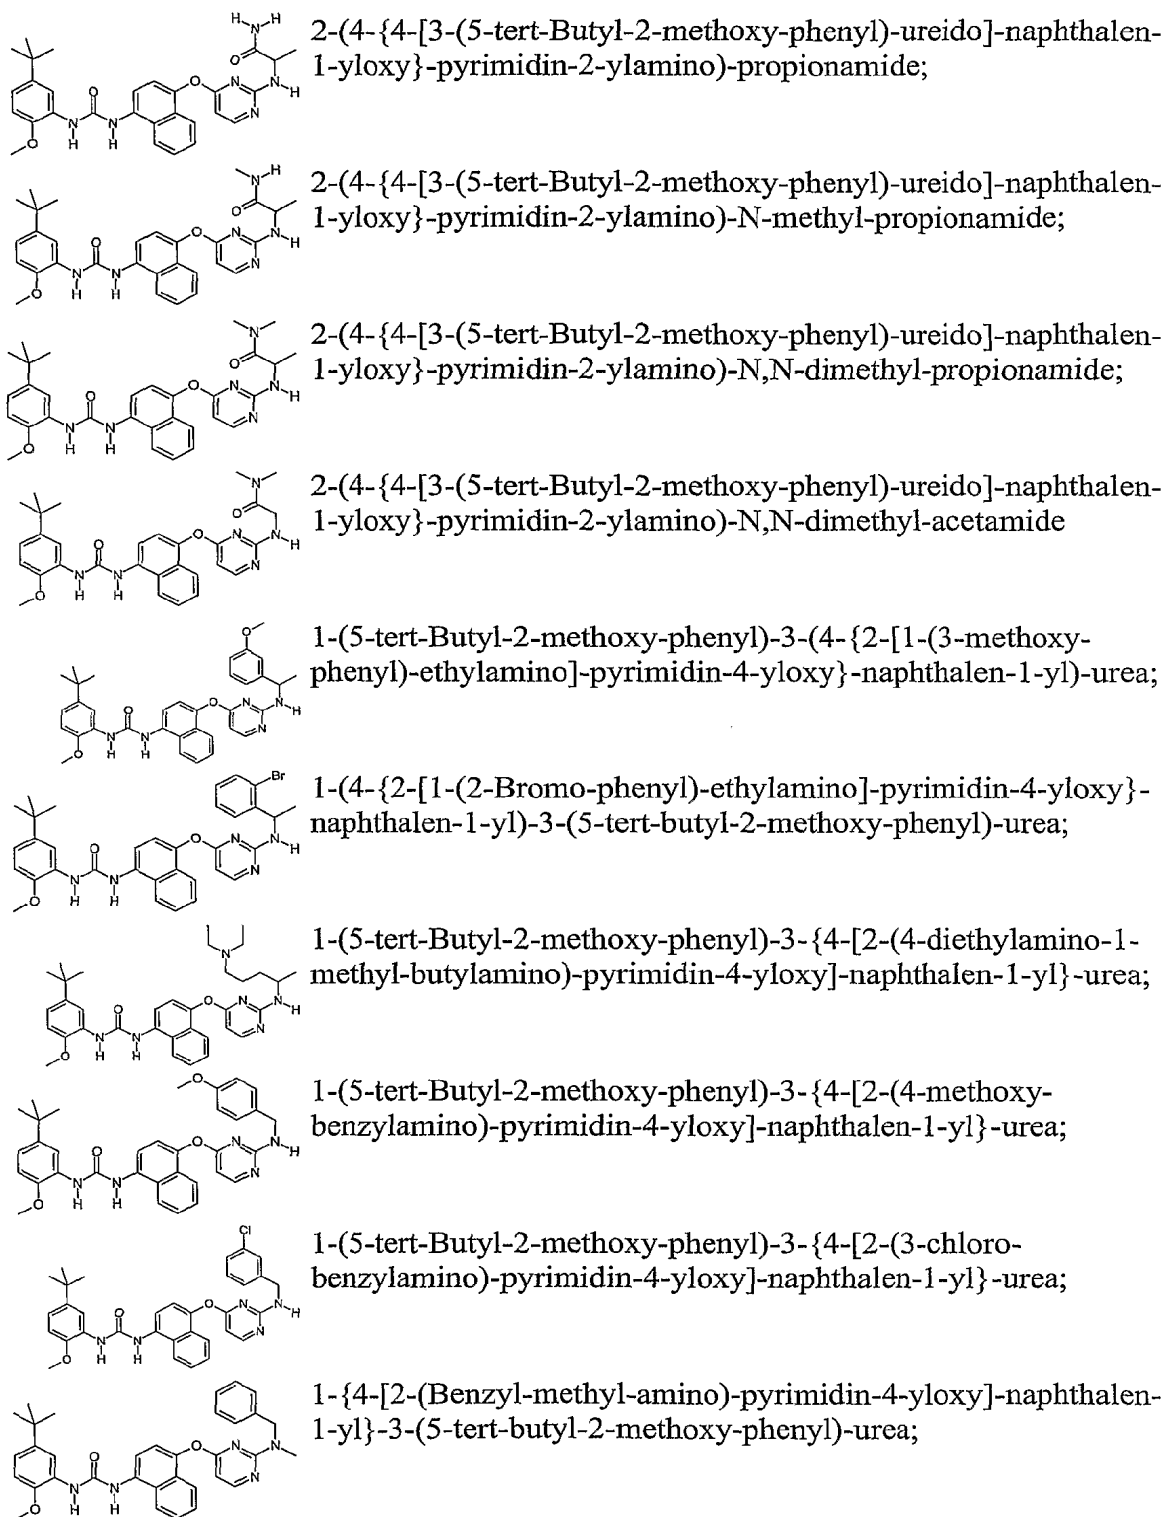 2-(4-{4-[3-(5-tert-Butyl-2-methoxy-phenyl)-ureido]-naphthalen-
1-yloxy}-pyrimidin-2-ylamino)-propionamide;
2-(4-{4-[3-(5-tert-Butyl-2-methoxy-phenyl)-ureido]-naphthalen-
1-yloxy}-pyrimidin-2-ylamino)-N-methyl-propionamide;
2-(4-{4-[3-(5-tert-Butyl-2-methoxy-phenyl)-ureido]-naphthalen-
1-yloxy}-pyrimidin-2-ylamino)-N,N-dimethyl-propionamide;
2-(4-{4-[3-(5-tert-Butyl-2-methoxy-phenyl)-ureido]-naphthalen-
1-yloxy}-pyrimidin-2-ylamino)-N,N-dimethyl-acetamide
1-(5-tert-Butyl-2-methoxy-phenyl)-3-(4-{2-[1-(3-methoxy-
phenyl)-ethylamino]-pyrimidin-4-yloxy}-naphthalen-1-yl)-urea;
1-(4-{2-[1-(2-Bromo-phenyl)-ethylamino]-pyrimidin-4-yloxy}-
naphthalen-1-yl)-3-(5-tert-butyl-2-methoxy-phenyl)-urea;
1-(5-tert-Butyl-2-methoxy-phenyl)-3-{4-[2-(4-diethylamino-1-
methyl-butylamino)-pyrimidin-4-yloxy]-naphthalen-1-yl}-urea;
1-(5-tert-Butyl-2-methoxy-phenyl)-3-{4-[2-(4-methoxy-
benzylamino)-pyrimidin-4-yloxy]-naphthalen-1-yl}-urea;
1-(5-tert-Butyl-2-methoxy-phenyl)-3-{4-[2-(3-chloro-
benzylamino)-pyrimidin-4-yloxy]-naphthalen-1-yl}-urea;
1-{4-[2-(Benzyl-methyl-amino)-pyrimidin-4-yloxy]-naphthalen-
1-yl}-3-(5-tert-butyl-2-methoxy-phenyl)-urea;